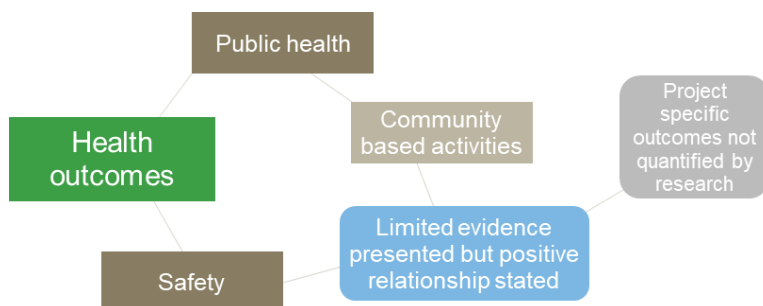 Public health
Health
outcomes
Community
based activities
Project
specific
outcomes not
quantified by
research
Limited evidence
presented but positive
relationship stated
Safety